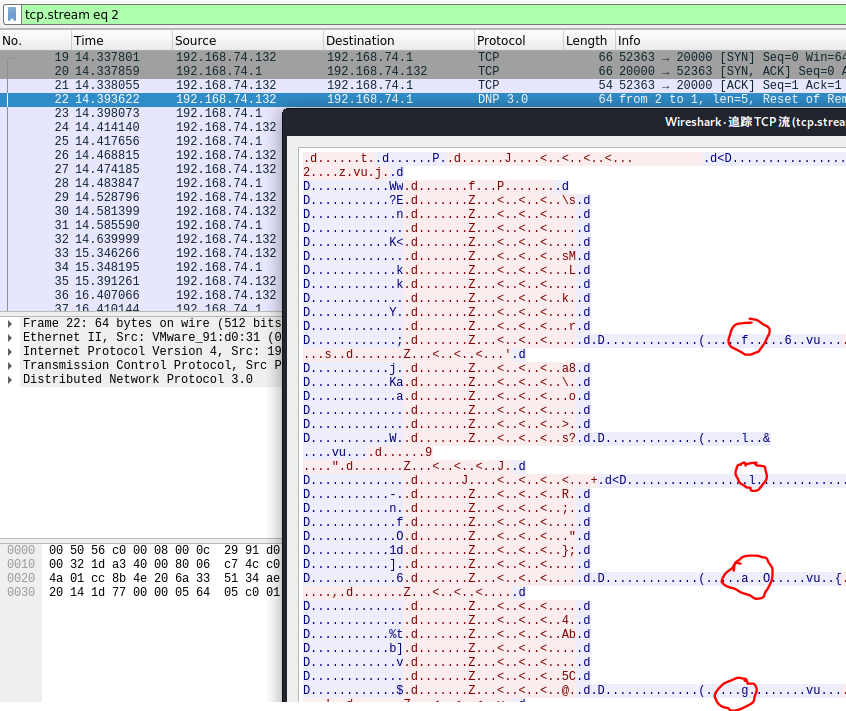 tcp.stream eq 2
No. Time Source Destination Protocol Length Info
19 14.337801 192.168.74.132 192.168.74.1 TCP 66 52363 → 20000 [SYN] Seq=0 Win=64
20 14.337859 192.168.74.1 192.168.74.132 TCP 66 20000 → 52363 [SYN, ACK] Seq=0 A
21 14.338055 192.168.74.132 192.168.74.1 TCP 54 52363 → 20000 [ACK] Seq=1 Ack=1
22 14.393622 192.168.74.132 192.168.74.1 DNP 3.0 64 from 2 to 1, len=5, Reset of Rem
23 14.398073 192.168.74.1
24 14.414140 192.168.74.132
25 14.417656 192.168.74.1
26 14.468815 192.168.74.132
27 14.474185 192.168.74.132
28 14.483847 192.168.74.1
29 14.528796 192.168.74.132
30 14.581399 192.168.74.132
31 14.585590 192.168.74.1
32 14.639999 192.168.74.132
33 15.346266 192.168.74.132
34 15.348195 192.168.74.1
35 15.391261 192.168.74.132
36 16.407066 192.168.74.132
37 16.410144 192.168.74.1
Frame 22: 64 bytes on wire (512 bits
Ethernet II, Src: VMware_91:d0:31 (0
Internet Protocol Version 4, Src: 19
Transmission Control Protocol, Src P
Distributed Network Protocol 3.0
0000 00 50 56 c0 00 08 00 0c 29 91 d0
0010 00 32 1d a3 40 00 80 06 c7 4c c0
0020 4a 01 cc 8b 4e 20 6a 33 51 34 ae
0030 20 14 1d 77 00 00 05 64 05 c0 01
Wireshark · 追踪 TCP 流 (tcp.strea
.d......t..d......P..d......J....<..<..<..<... .d<D................
2....z.vu.j..d
D...........Ww.d.......f...P........d
D...........?E.d.......Z...<..<..<..\s.d
D............n.d.......Z...<..<..<.....d
D..............d.......Z...<..<..<.....d
D...........K<.d.......Z...<..<..<.....d
D..............d.......Z...<..<..<..sM.d
D............k.d.......Z...<..<..<...L.d
D............k.d.......Z...<..<..<.....d
D..............d.......Z...<..<..<..k..d
D...........Y..d.......Z...<..<..<.....d
D..............d.......Z...<..<..<...r.d
D............;.d.......Z...<..<..<.....d.D.............(.....f.....6..vu....
...s..d.......Z...<..<..<...'.d
D...........j..d.......Z...<..<..<..a8.d
D...........Ka.d.......Z...<..<..<..\..d
D............a.d.......Z...<..<..<...o.d
D..............d.......Z...<..<..<.....d
D..............d.......Z...<..<..<..>..d
D...........W..d.......Z...<..<..<..s?.d.D.............(.....l..&
....vu....d......9
....".d.......Z...<..<..<..J..d
D..............d......J....<..<..<..<...+.d<D.................l............
D...........-..d.......Z...<..<..<..R..d
D...........n..d.......Z...<..<..<..;..d
D............f.d.......Z...<..<..<.....d
D...........O..d.......Z...<..<..<...".d
D...........1d.d.......Z...<..<..<..};.d
D...........]..d.......Z...<..<..<.....d
D............6.d.......Z...<..<..<.....d.D.............(.....a..O.....vu..{.
....,.d.......Z...<..<..<.....d
D..............d.......Z...<..<..<.....d
D..............d.......Z...<..<..<..4..d
D...........%t.d.......Z...<..<..<..Ab.d
D...........b].d.......Z...<..<..<.....d
D............v.d.......Z...<..<..<.....d
D..............d.......Z...<..<..<..5C.d
D............$.d.......Z...<..<..<..@..d.D.............(.....g........vu....